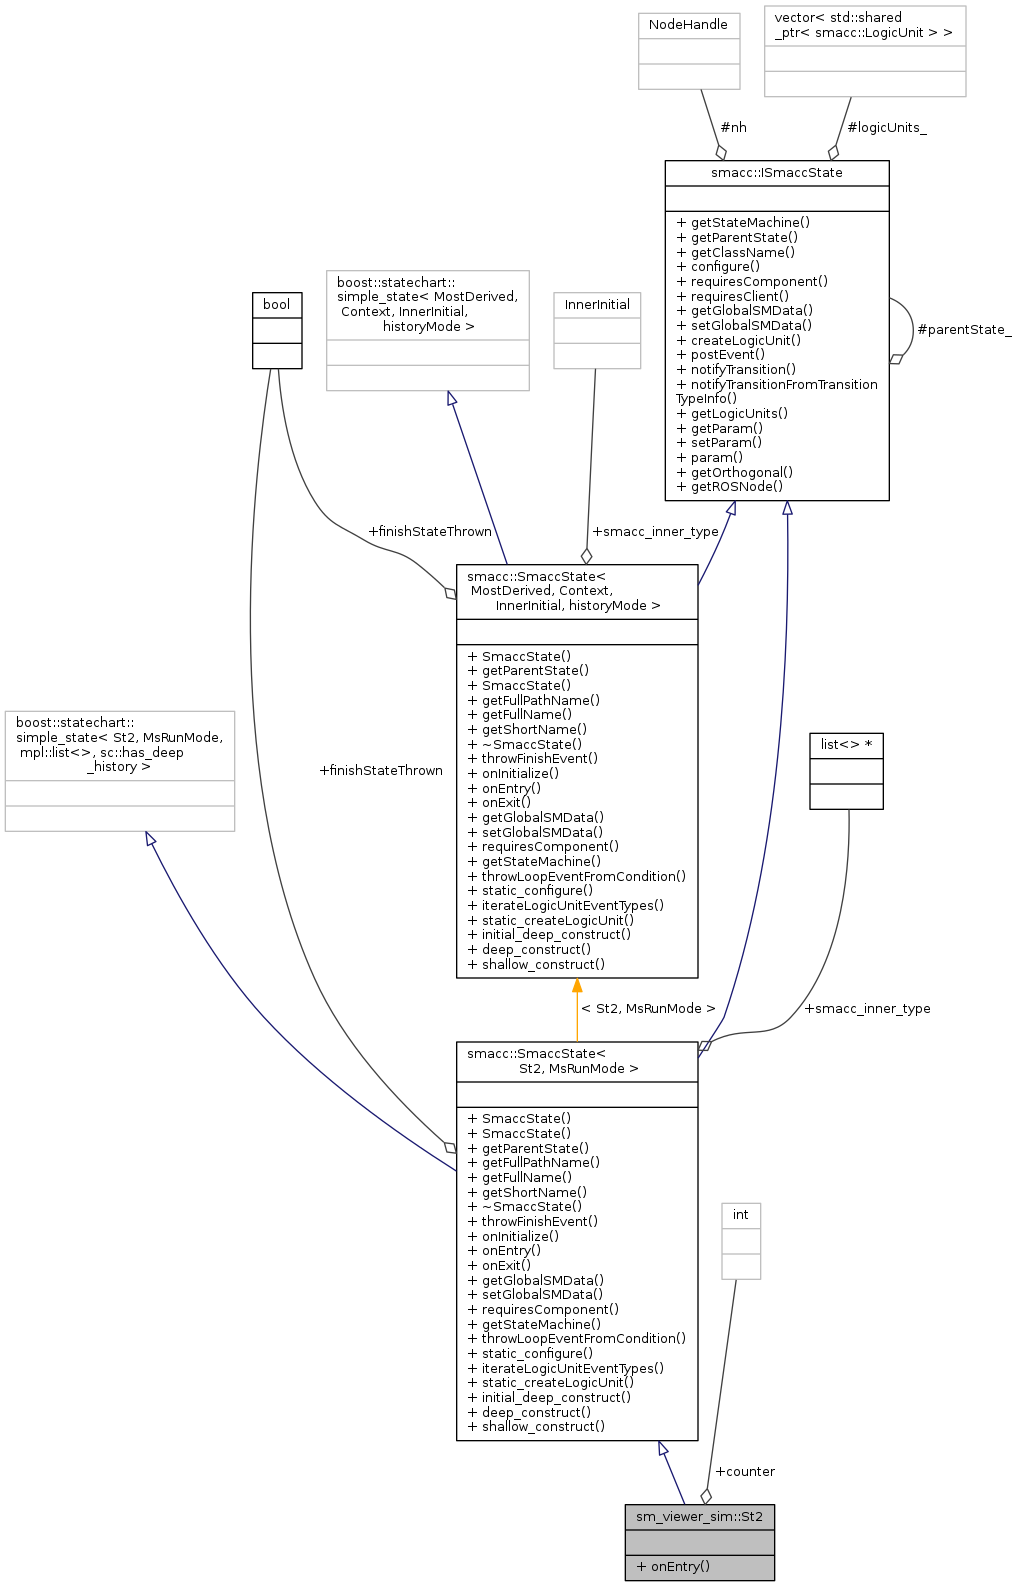 NodeHandle
vector< std::shared
_ptr< smacc::LogicUnit > >
#nh
#logicUnits_
smacc::ISmaccState
+ getStateMachine()
+ getParentState()
+ getClassName()
+ configure()
+ requiresComponent()
+ requiresClient()
+ getGlobalSMData()
+ setGlobalSMData()
+ createLogicUnit()
+ postEvent()
+ notifyTransition()
+ notifyTransitionFromTransition
TypeInfo()
+ getLogicUnits()
+ getParam()
+ setParam()
+ param()
+ getOrthogonal()
+ getROSNode()
#parentState_
bool
boost::statechart::
simple_state< MostDerived,
Context, InnerInitial,
historyMode >
InnerInitial
+finishStateThrown
+smacc_inner_type
smacc::SmaccState<
MostDerived, Context,
InnerInitial, historyMode >
+ SmaccState()
+ getParentState()
+ SmaccState()
+ getFullPathName()
+ getFullName()
+ getShortName()
+ ~SmaccState()
+ throwFinishEvent()
+ onInitialize()
+ onEntry()
+ onExit()
+ getGlobalSMData()
+ setGlobalSMData()
+ requiresComponent()
+ getStateMachine()
+ throwLoopEventFromCondition()
+ static_configure()
+ iterateLogicUnitEventTypes()
+ static_createLogicUnit()
+ initial_deep_construct()
+ deep_construct()
+ shallow_construct()
boost::statechart::
simple_state< St2, MsRunMode,
mpl::list<>, sc::has_deep
_history >
+finishStateThrown
list<> *
< St2, MsRunMode >
+smacc_inner_type
smacc::SmaccState<
St2, MsRunMode >
+ SmaccState()
+ SmaccState()
+ getParentState()
+ getFullPathName()
+ getFullName()
+ getShortName()
+ ~SmaccState()
+ throwFinishEvent()
+ onInitialize()
+ onEntry()
+ onExit()
+ getGlobalSMData()
+ setGlobalSMData()
+ requiresComponent()
+ getStateMachine()
+ throwLoopEventFromCondition()
+ static_configure()
+ iterateLogicUnitEventTypes()
+ static_createLogicUnit()
+ initial_deep_construct()
+ deep_construct()
+ shallow_construct()
int
+counter
sm_viewer_sim::St2
+ onEntry()